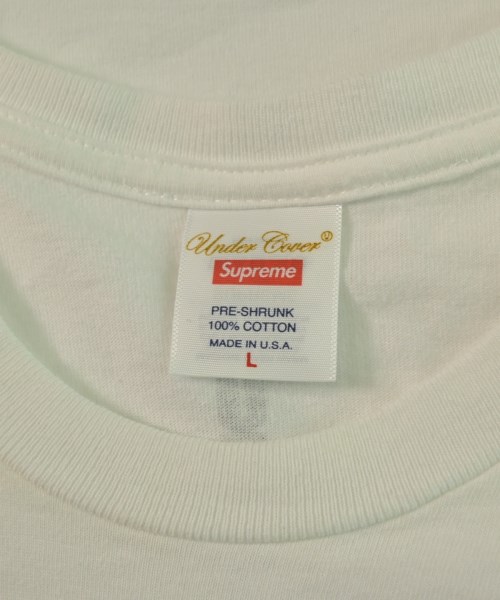 Under Cover Ⓤ
Supreme
PRE-SHRUNK
100% COTTON
MADE IN U.S.A.
L